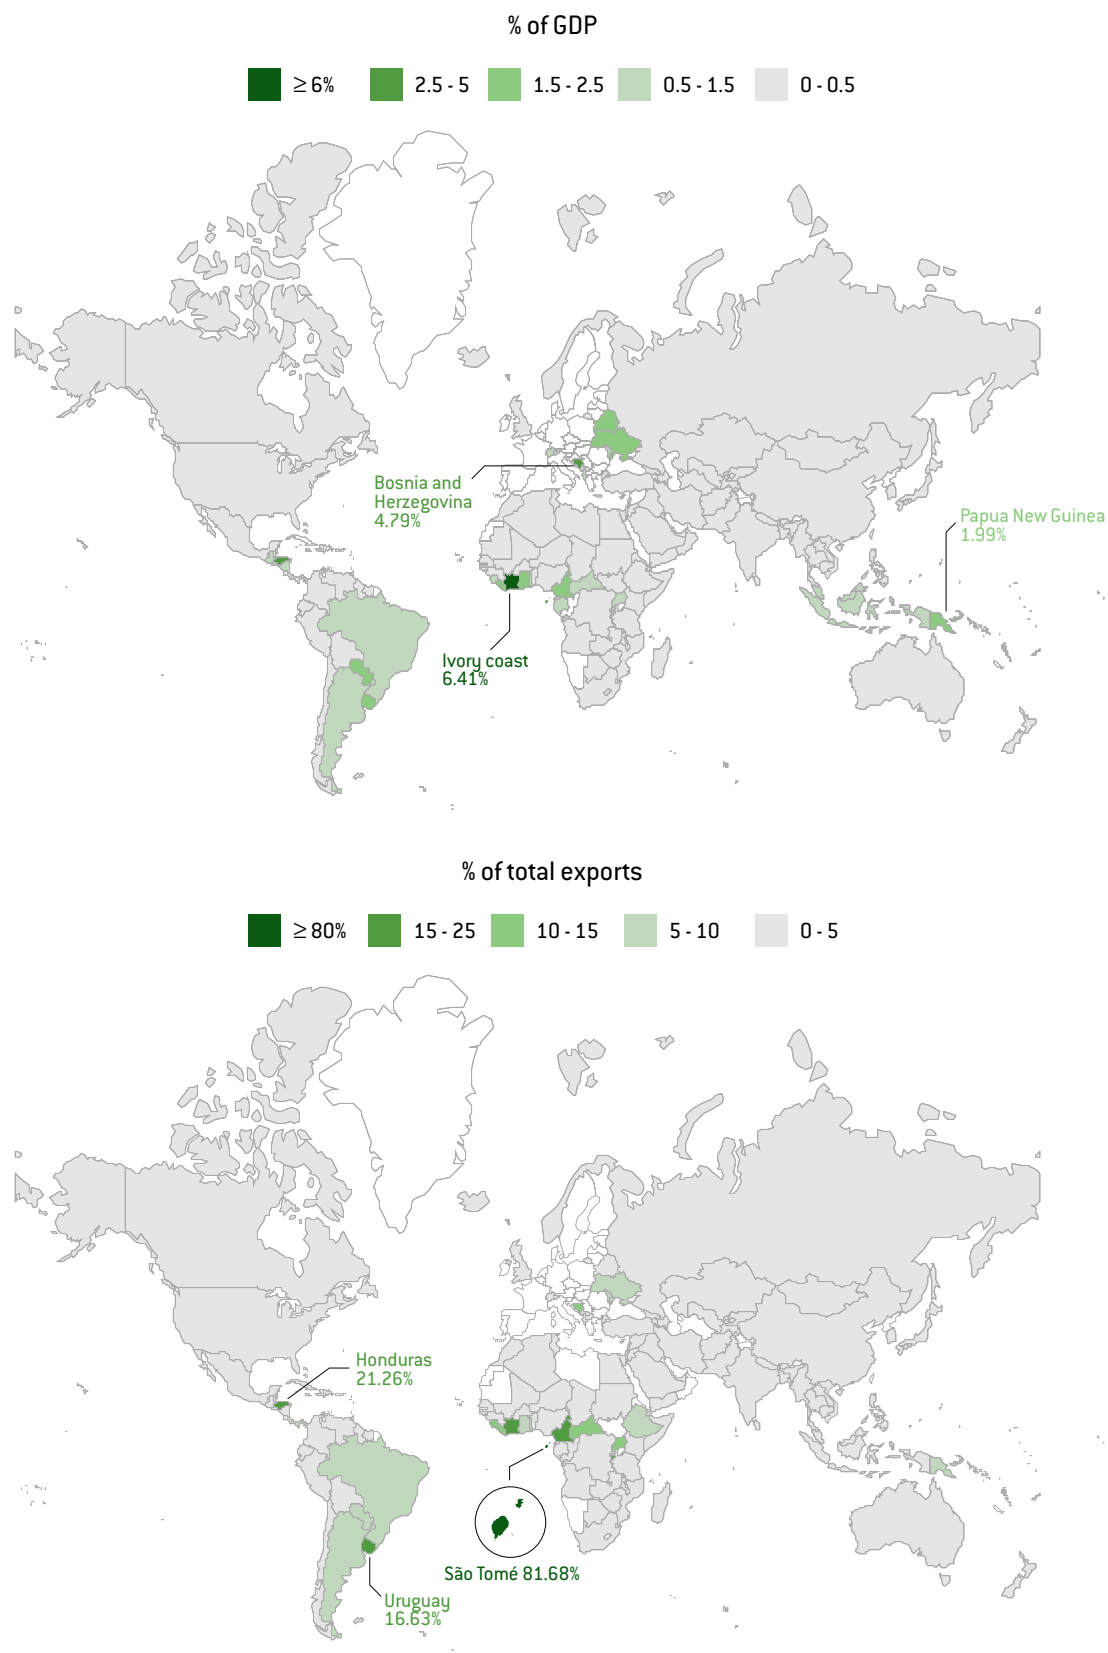 % of GDP
≥ 6% 2.5 - 5 1.5 - 2.5 0.5 - 1.5 0 - 0.5
Bosnia and
Herzegovina
4.79%
Papua New Guinea
1.99%
Ivory coast
6.41%
% of total exports
≥ 80% 15 - 25 10 - 15 5 - 10 0 - 5
Honduras
21.26%
São Tomé 81.68%
Uruguay
16.63%